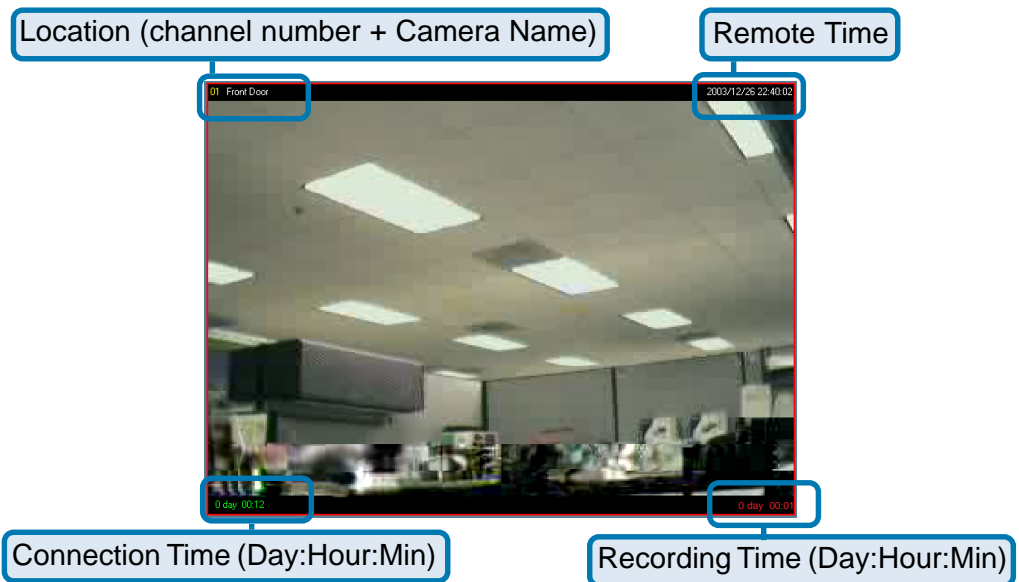 Location (channel number + Camera Name)
Remote Time
01 Front Door
2003/12/26 22:40:02
0 day 00:12
0 day 00:01
Connection Time (Day:Hour:Min)
Recording Time (Day:Hour:Min)